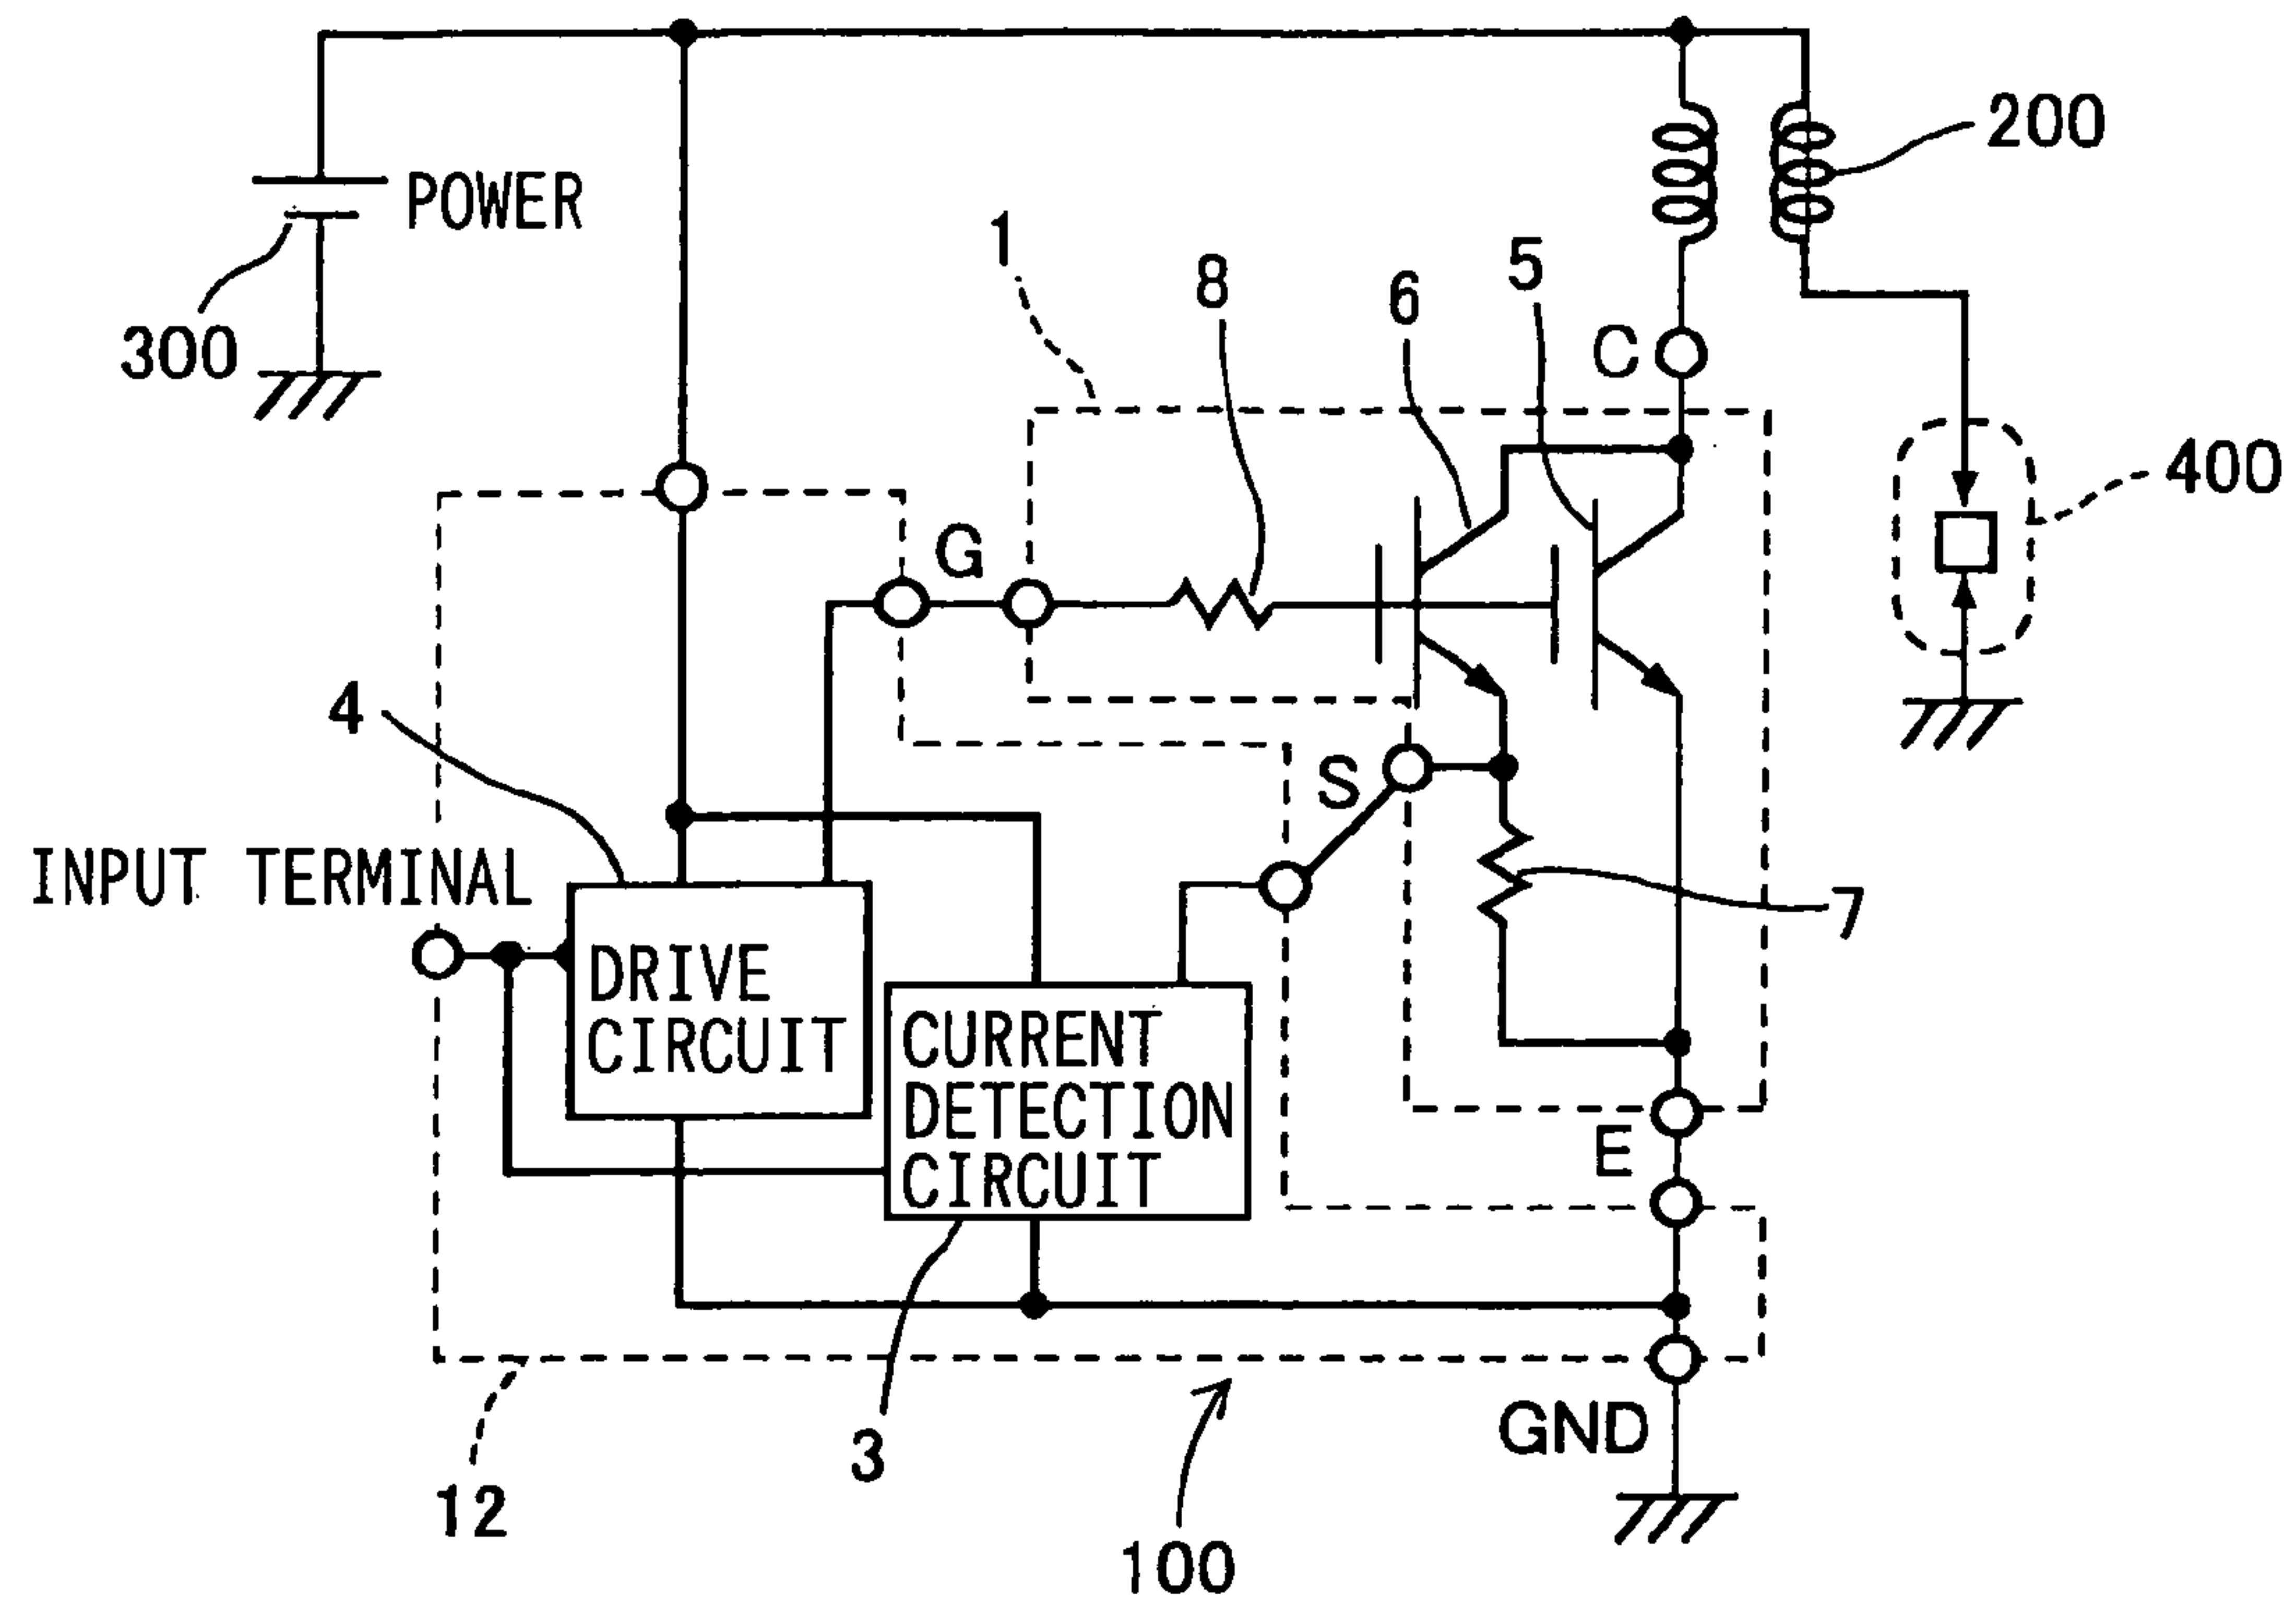 200
POWER
1
8
6
5
C
300
400
G
4
S
INPUT TERMINAL
7
DRIVE
CIRCUIT
CURRENT
DETECTION
CIRCUIT
E
GND
3
12
100